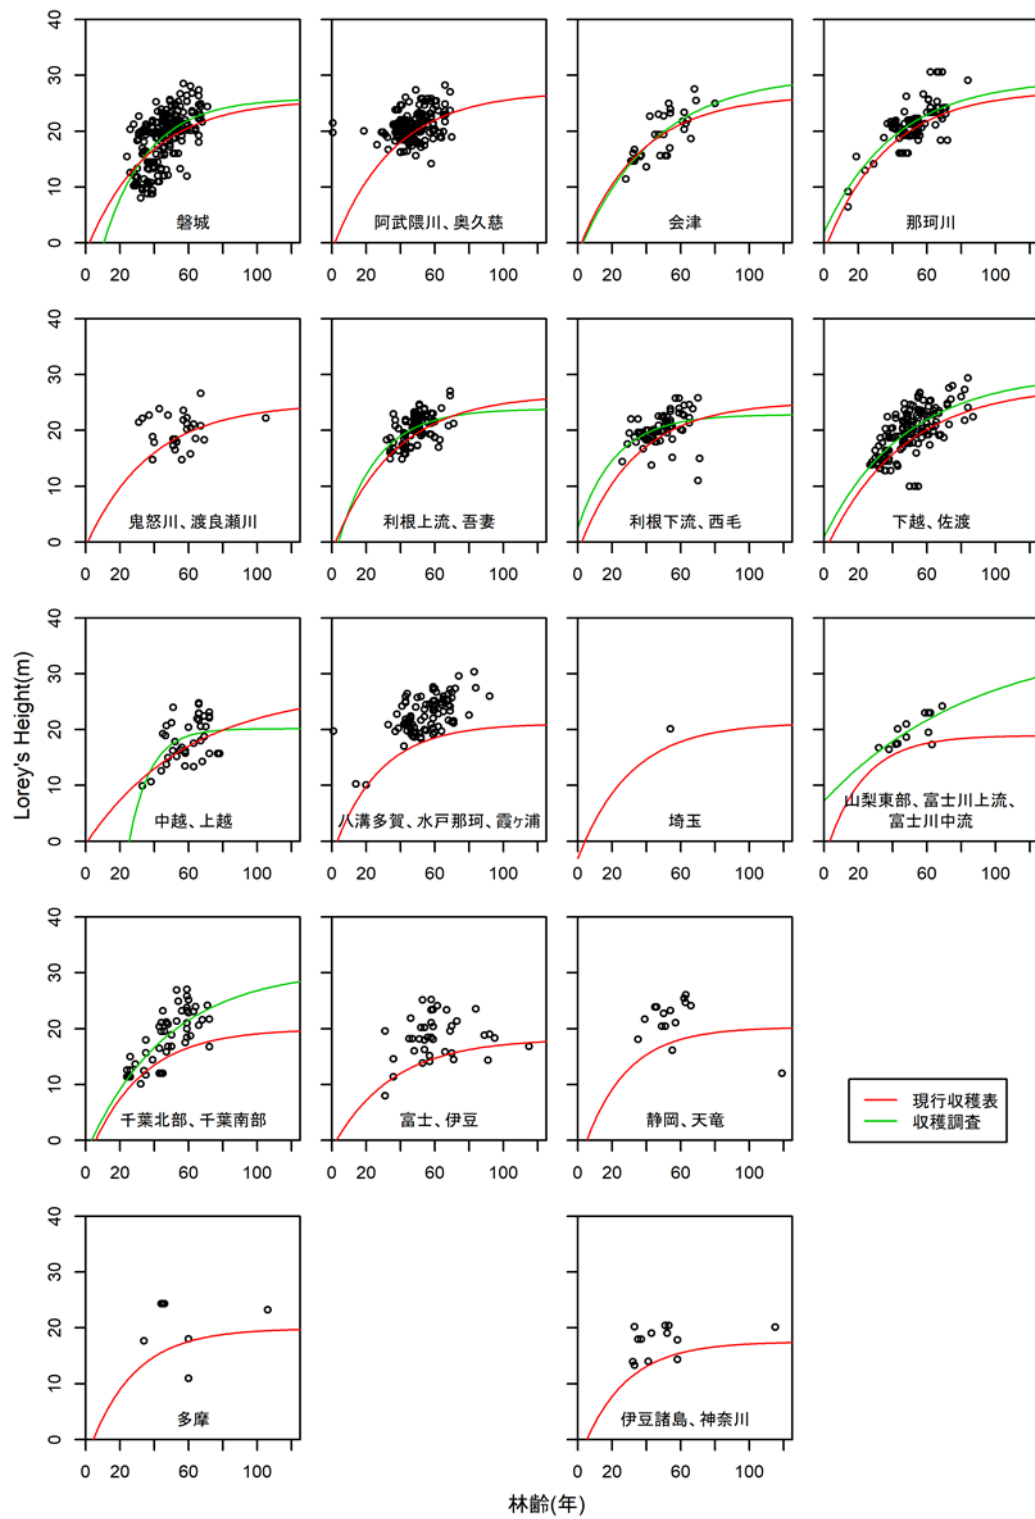 40
30
20
10
0
磐城
阿武隈川、奥久慈
会津
那珂川
0 20 60 100
0 20 60 100
0 20 60 100
0 20 60 100
40
30
20
10
0
鬼怒川、渡良瀬川
利根上流、吾妻
利根下流、西毛
下越、佐渡
0 20 60 100
0 20 60 100
0 20 60 100
0 20 60 100
Lorey's Height(m)
40
30
20
10
0
中越、上越
八溝多賀、水戸那珂、霞ヶ浦
埼玉
山梨東部、富士川上流、
富士川中流
0 20 60 100
0 20 60 100
0 20 60 100
0 20 60 100
40
30
20
10
0
千葉北部、千葉南部
富士、伊豆
静岡、天竜
現行収穫表
収穫調査
0 20 60 100
0 20 60 100
0 20 60 100
40
30
20
10
0
多摩
伊豆諸島、神奈川
0 20 60 100
0 20 60 100
林齢(年)